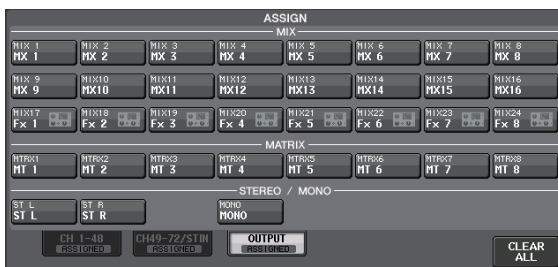 ASSIGN
MIX
MIX 1 MIX 2 MIX 3 MIX 4 MIX 5 MIX 6 MIX 7 MIX 8
MX 1 MX 2 MX 3 MX 4 MX 5 MX 6 MX 7 MX 8
MIX 9 MIX10 MIX11 MIX12 MIX13 MIX14 MIX15 MIX16
MX 9 MX10 MX11 MX12 MX13 MX14 MX15 MX16
MIX17 MIX18 MIX19 MIX20 MIX21 MIX22 MIX23 MIX24
Fx 1 Fx 2 Fx 3 Fx 4 Fx 5 Fx 6 Fx 7 Fx 8
MATRIX
MTRX1 MTRX2 MTRX3 MTRX4 MTRX5 MTRX6 MTRX7 MTRX8
MT 1 MT 2 MT 3 MT 4 MT 5 MT 6 MT 7 MT 8
STEREO / MONO
ST L ST R MONO
ST L ST R MONO
CH 1-48 CH49-72/STIN OUTPUT
ASSIGNED ASSIGNED ASSIGNED
CLEAR
ALL